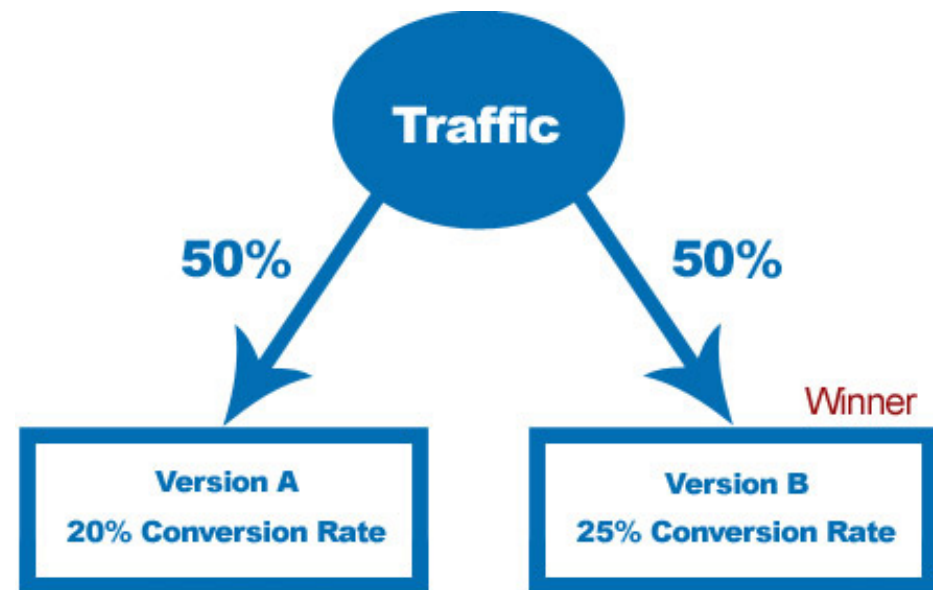 Traffic
50%
50%
Winner
Version A
20% Conversion Rate
Version B
25% Conversion Rate